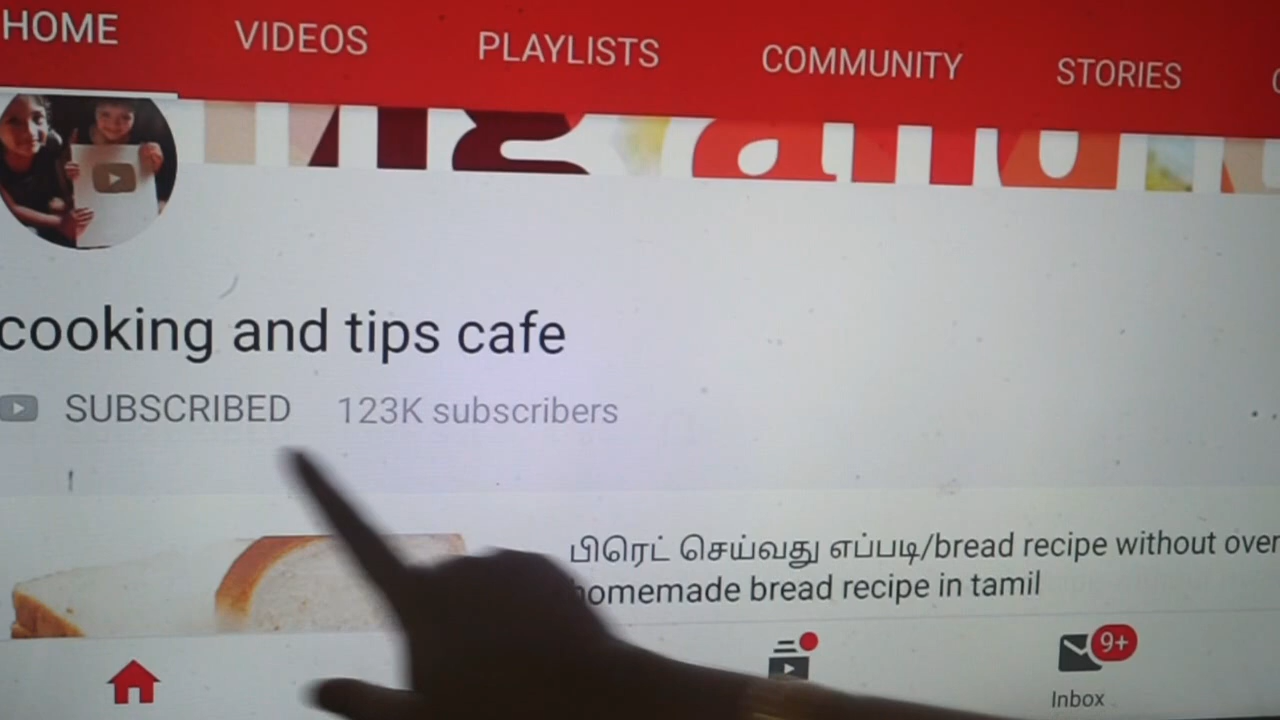 HOME VIDEOS PLAYLISTS COMMUNITY STORIES
cooking and tips cafe
SUBSCRIBED 123K subscribers
பிரெட் செய்வது எப்படி/bread recipe without over
homemade bread recipe in tamil
9+
Inbox